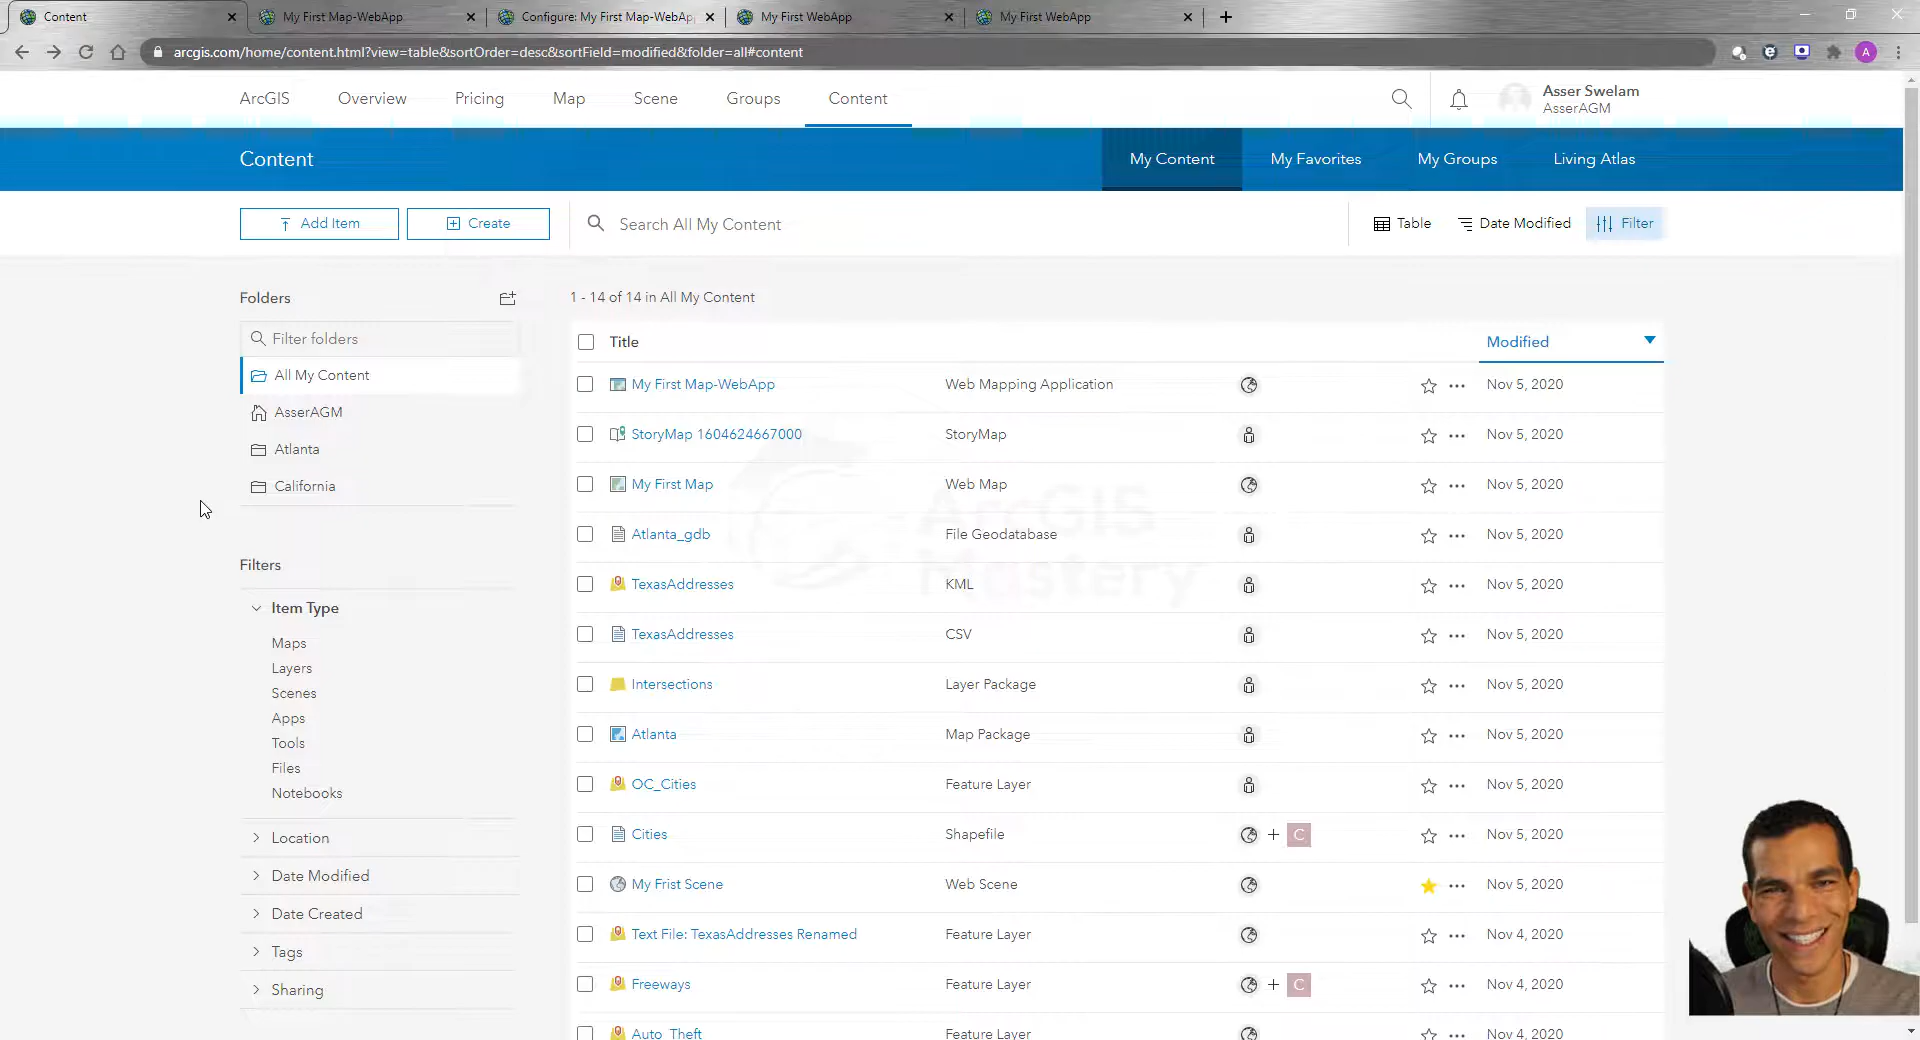 Content
My First Map-WebApp
Configure: My First Map-WebAp
My First WebApp
My First WebApp
arcgis.com/home/content.html?view=table&sortOrder=desc&sortField=modified&folder=all#content
A
ArcGIS
Overview
Pricing
Map
Scene
Groups
Content
Asser Swelam
AsserAGM
Content
My Content
My Favorites
My Groups
Living Atlas
Add Item
Create
Search All My Content
Table
Date Modified
Filter
Folders
Filter folders
All My Content
AsserAGM
Atlanta
California
Filters
Item Type
Maps
Layers
Scenes
Apps
Tools
Files
Notebooks
Location
Date Modified
Date Created
Tags
Sharing
1 - 14 of 14 in All My Content
Title Modified
My First Map-WebApp Web Mapping Application Nov 5, 2020
StoryMap 1604624667000 StoryMap Nov 5, 2020
My First Map Web Map Nov 5, 2020
Atlanta_gdb File Geodatabase Nov 5, 2020
TexasAddresses KML Nov 5, 2020
TexasAddresses CSV Nov 5, 2020
Intersections Layer Package Nov 5, 2020
Atlanta Map Package Nov 5, 2020
OC_Cities Feature Layer Nov 5, 2020
Cities Shapefile + C Nov 5, 2020
My Frist Scene Web Scene Nov 5, 2020
Text File: TexasAddresses Renamed Feature Layer Nov 4, 2020
Freeways Feature Layer + C Nov 4, 2020
Auto_Theft Feature Layer Nov 4, 2020
ArcGIS
Mastery